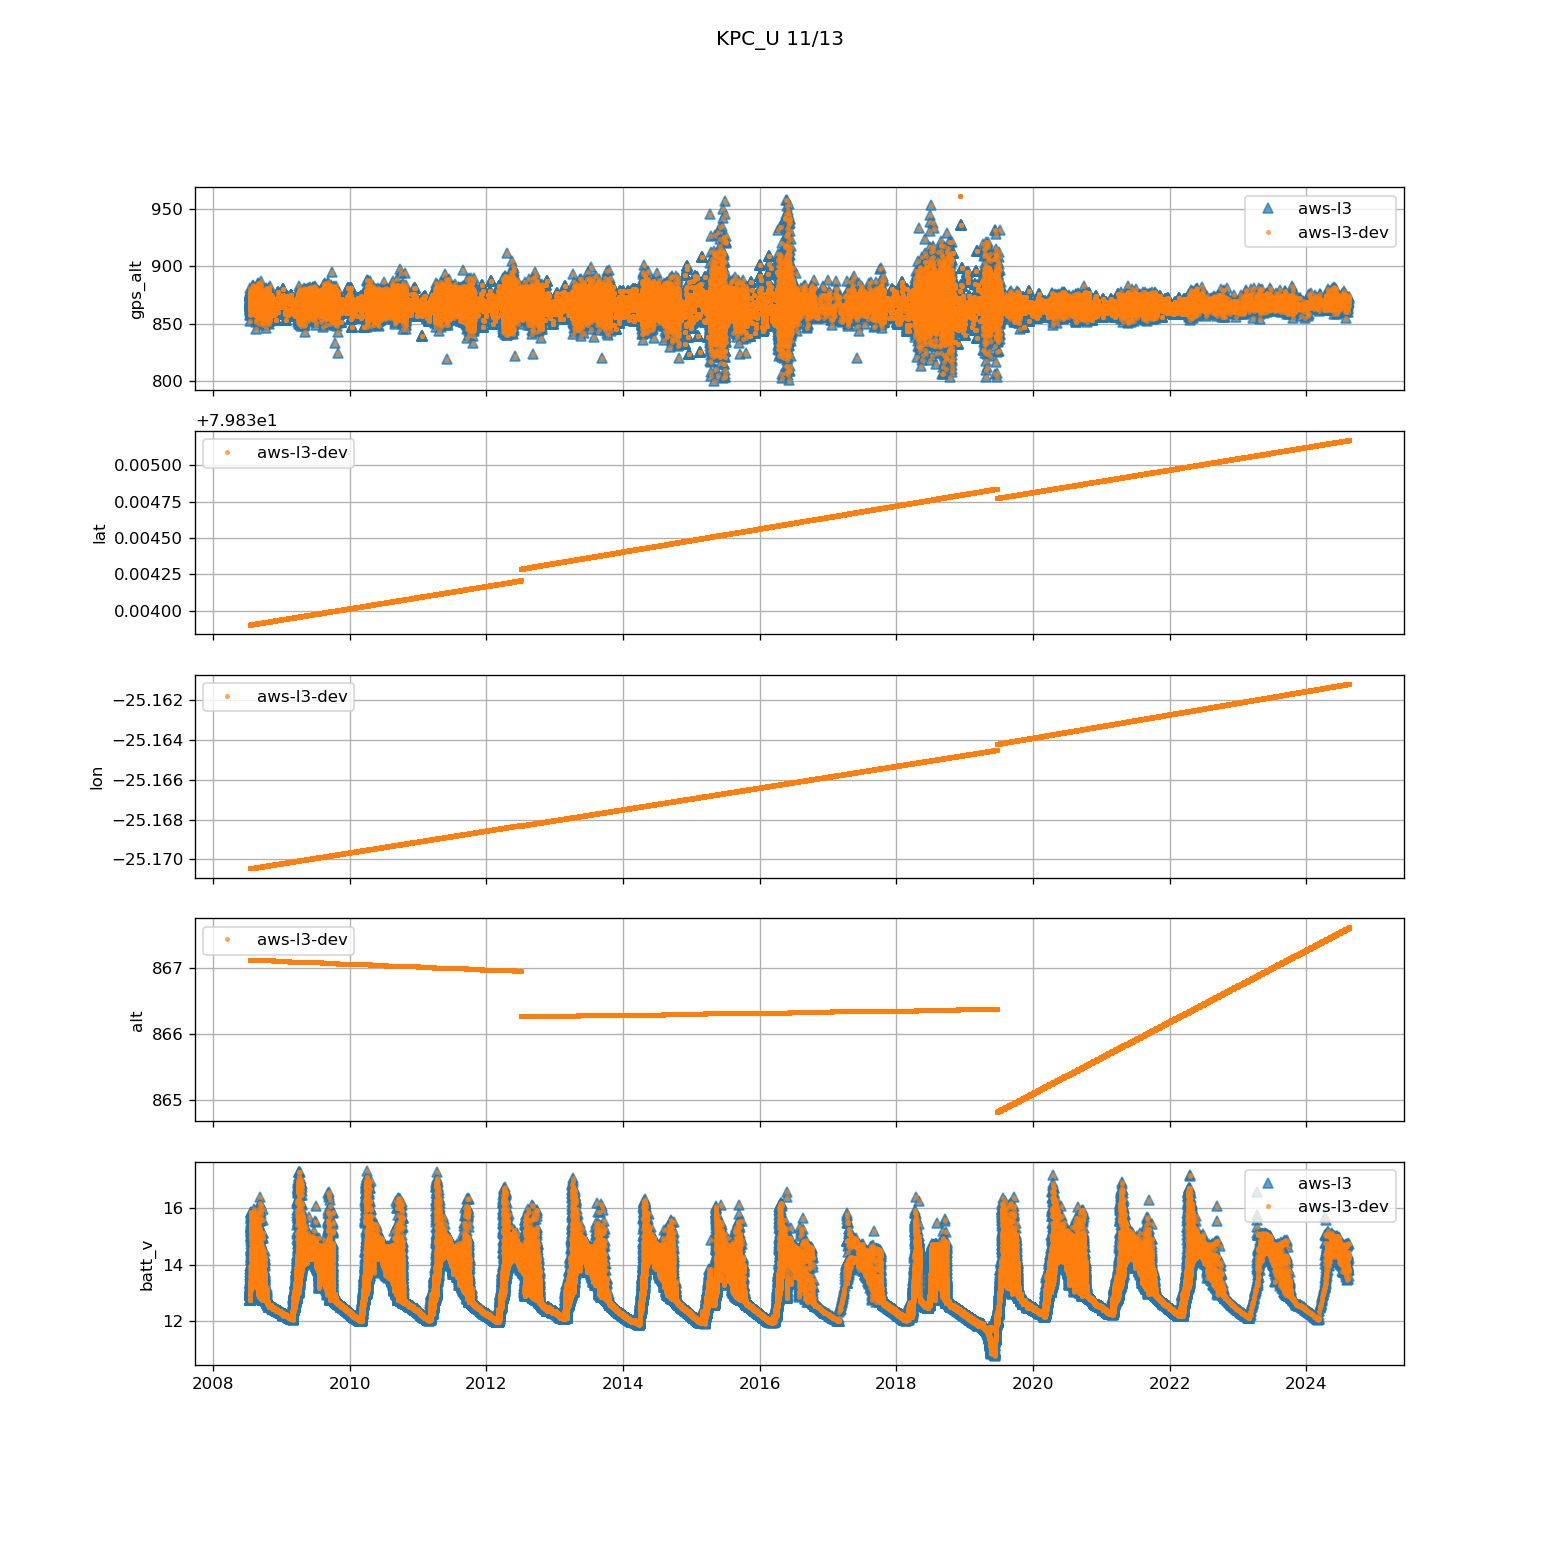 KPC_U 11/13
950
900
850
800
gps_alt
aws-l3
aws-l3-dev
+7.983e1
0.00500
0.00475
0.00450
0.00425
0.00400
lat
aws-l3-dev
−25.162
−25.164
−25.166
−25.168
−25.170
lon
aws-l3-dev
867
866
865
alt
aws-l3-dev
16
14
12
batt_v
aws-l3
aws-l3-dev
2008 2010 2012 2014 2016 2018 2020 2022 2024